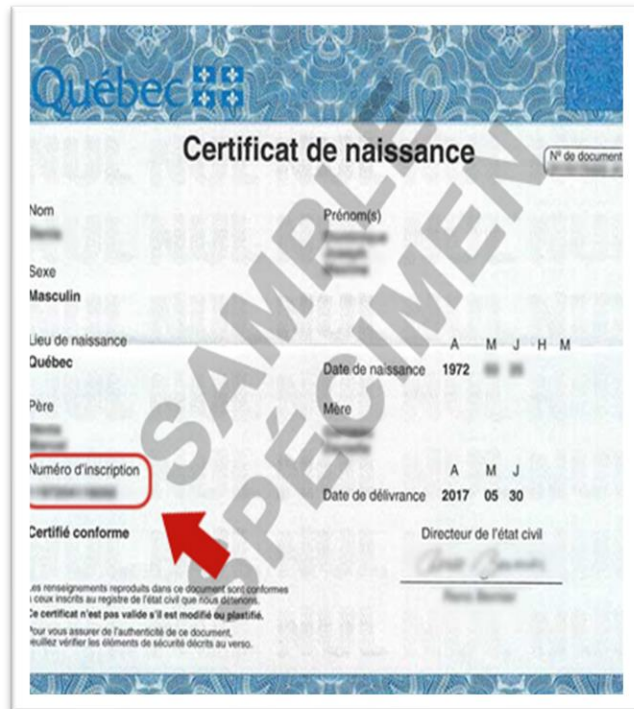 Québec
Certificat de naissance
Nº de document
Nom
Prénom(s)
Sexe
Masculin
Lieu de naissance
Québec
A M J H M
Date de naissance 1972
Père
Mère
Numéro d'inscription
A M J
Date de délivrance 2017 05 30
Certifié conforme
Directeur de l'état civil
Les renseignements reproduits dans ce document sont conformes
à ceux inscrits au registre de l'état civil que nous détenons.
Ce certificat n'est pas valide s'il est modifié ou plastifié.
Pour vous assurer de l'authenticité de ce document,
veuillez vérifier les éléments de sécurité décrits au verso.
SAMPLE
SPÉCIMEN